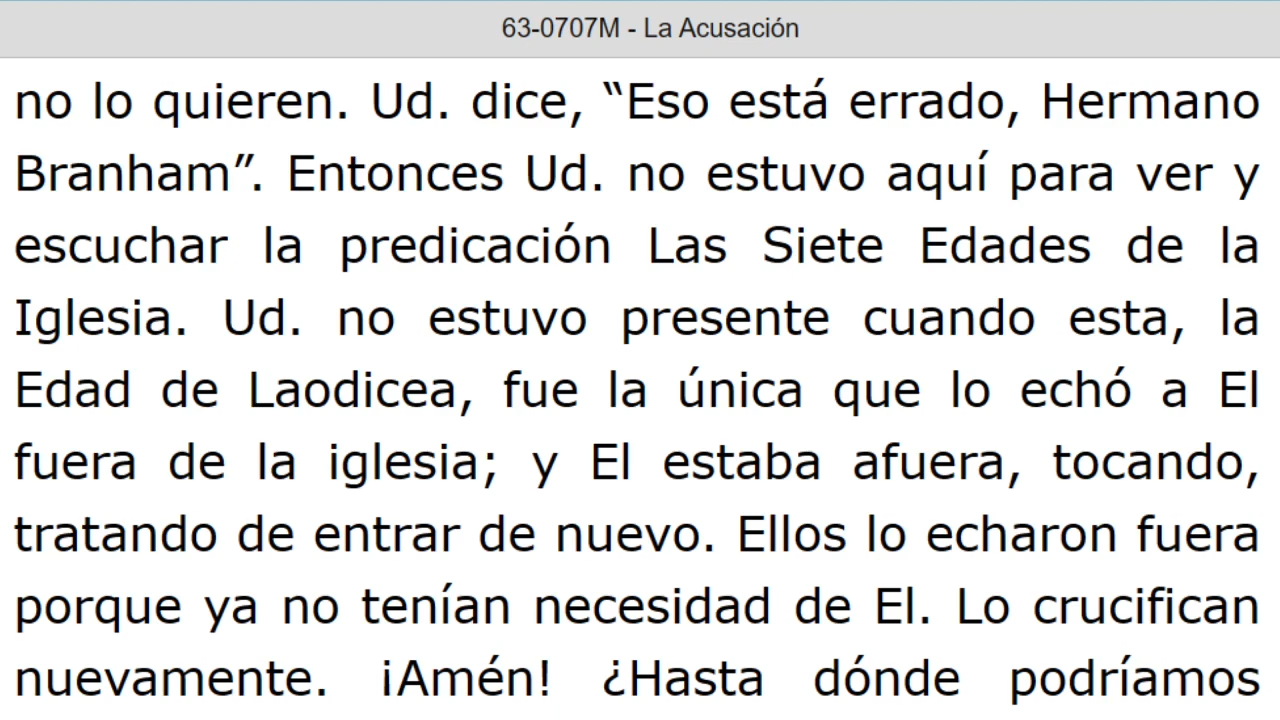 63-0707M - La Acusación
no lo quieren. Ud. dice, “Eso está errado, Hermano
Branham”. Entonces Ud. no estuvo aquí para ver y
escuchar la predicación Las Siete Edades de la
Iglesia. Ud. no estuvo presente cuando esta, la
Edad de Laodicea, fue la única que lo echó a El
fuera de la iglesia; y El estaba afuera, tocando,
tratando de entrar de nuevo. Ellos lo echaron fuera
porque ya no tenían necesidad de El. Lo crucifican
nuevamente. ¡Amén! ¿Hasta dónde podríamos